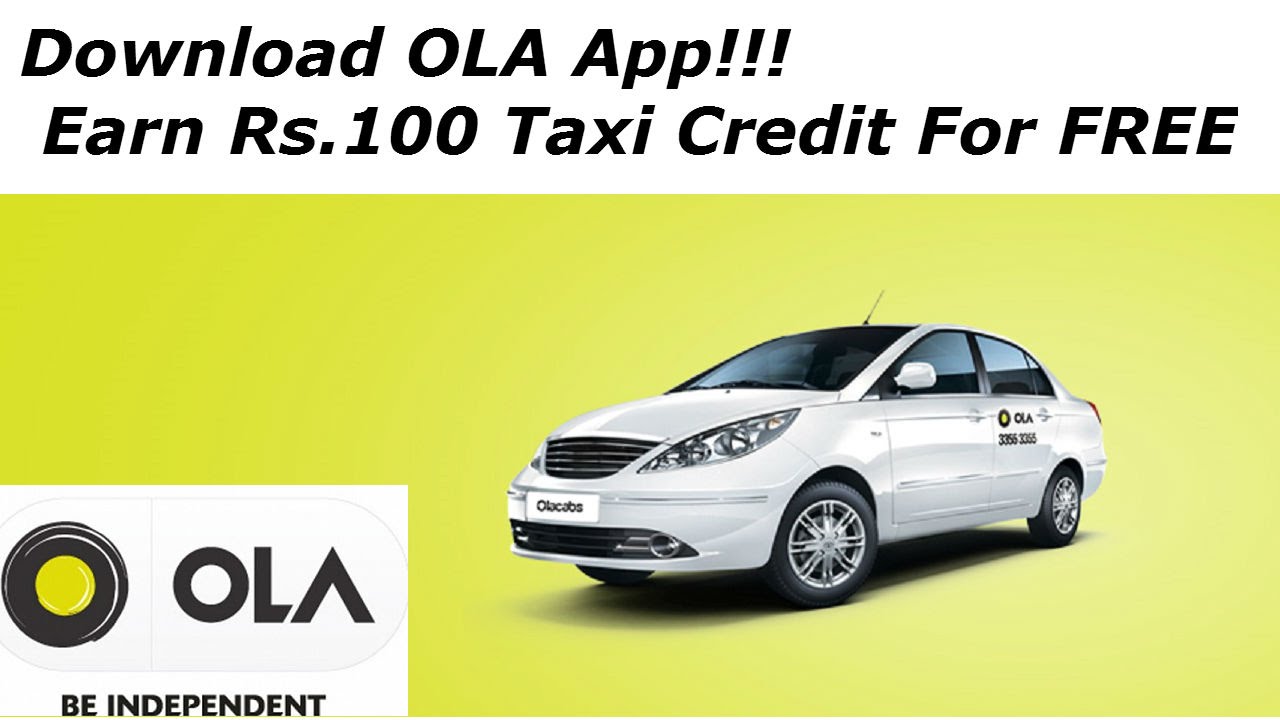 Download OLA App!!!
Earn Rs.100 Taxi Credit For FREE
OLA
3355 3355
Olacabs
OLA
BE INDEPENDENT